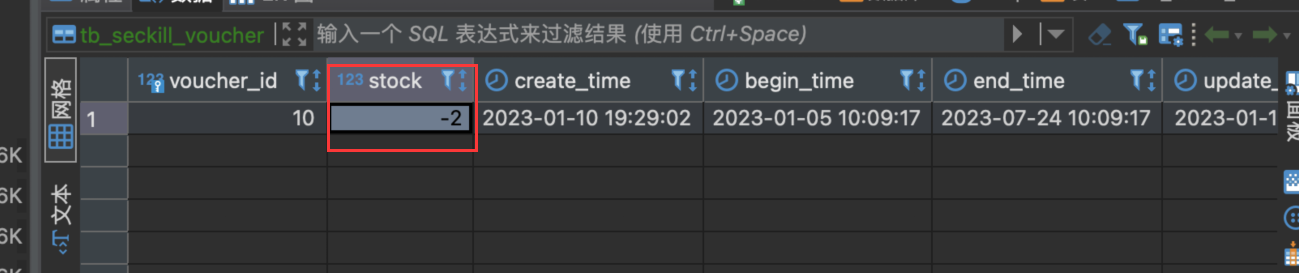 tb_seckill_voucher 输入一个 SQL 表达式来过滤结果 (使用 Ctrl+Space)
网格
123 voucher_id 123 stock create_time begin_time end_time update_
1 10 -2 2023-01-10 19:29:02 2023-01-05 10:09:17 2023-07-24 10:09:17 2023-01-1
6K
6K
文本
6K
6K